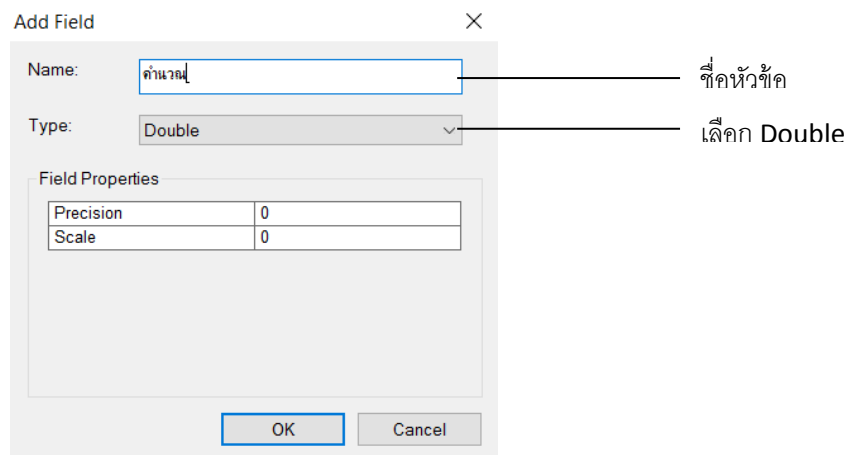 Add Field
Name:
คำนวณ
ชื่อหัวข้อ
Type:
Double
เลือก Double
Field Properties
Precision 0
Scale 0
OK Cancel